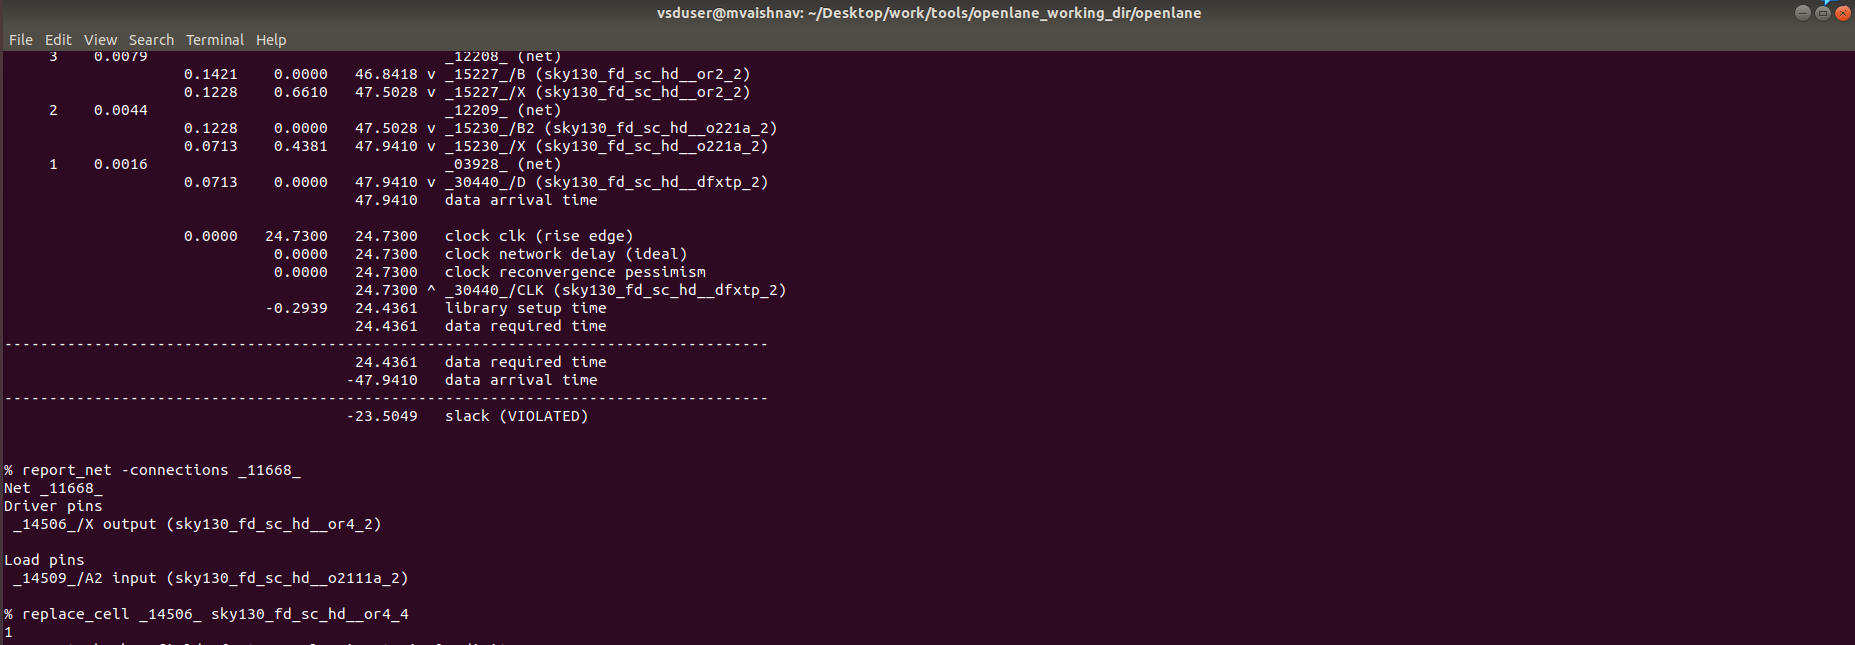 vsduser@mvaishnav: ~/Desktop/work/tools/openlane_working_dir/openlane
File Edit View Search Terminal Help
     3    0.0079                                 _12208_ (net)
                    0.1421    0.0000   46.8418 v _15227_/B (sky130_fd_sc_hd__or2_2)
                    0.1228    0.6610   47.5028 v _15227_/X (sky130_fd_sc_hd__or2_2)
     2    0.0044                                 _12209_ (net)
                    0.1228    0.0000   47.5028 v _15230_/B2 (sky130_fd_sc_hd__o221a_2)
                    0.0713    0.4381   47.9410 v _15230_/X (sky130_fd_sc_hd__o221a_2)
     1    0.0016                                 _03928_ (net)
                    0.0713    0.0000   47.9410 v _30440_/D (sky130_fd_sc_hd__dfxtp_2)
                                       47.9410   data arrival time
                    0.0000   24.7300   24.7300   clock clk (rise edge)
                              0.0000   24.7300   clock network delay (ideal)
                              0.0000   24.7300   clock reconvergence pessimism
                                       24.7300 ^ _30440_/CLK (sky130_fd_sc_hd__dfxtp_2)
                             -0.2939   24.4361   library setup time
                                       24.4361   data required time
-------------------------------------------------------------------------------------
                                       24.4361   data required time
                                      -47.9410   data arrival time
-------------------------------------------------------------------------------------
                                      -23.5049   slack (VIOLATED)
% report_net -connections _11668_
Net _11668_
Driver pins
 _14506_/X output (sky130_fd_sc_hd__or4_2)
Load pins
 _14509_/A2 input (sky130_fd_sc_hd__o2111a_2)
% replace_cell _14506_ sky130_fd_sc_hd__or4_4
1